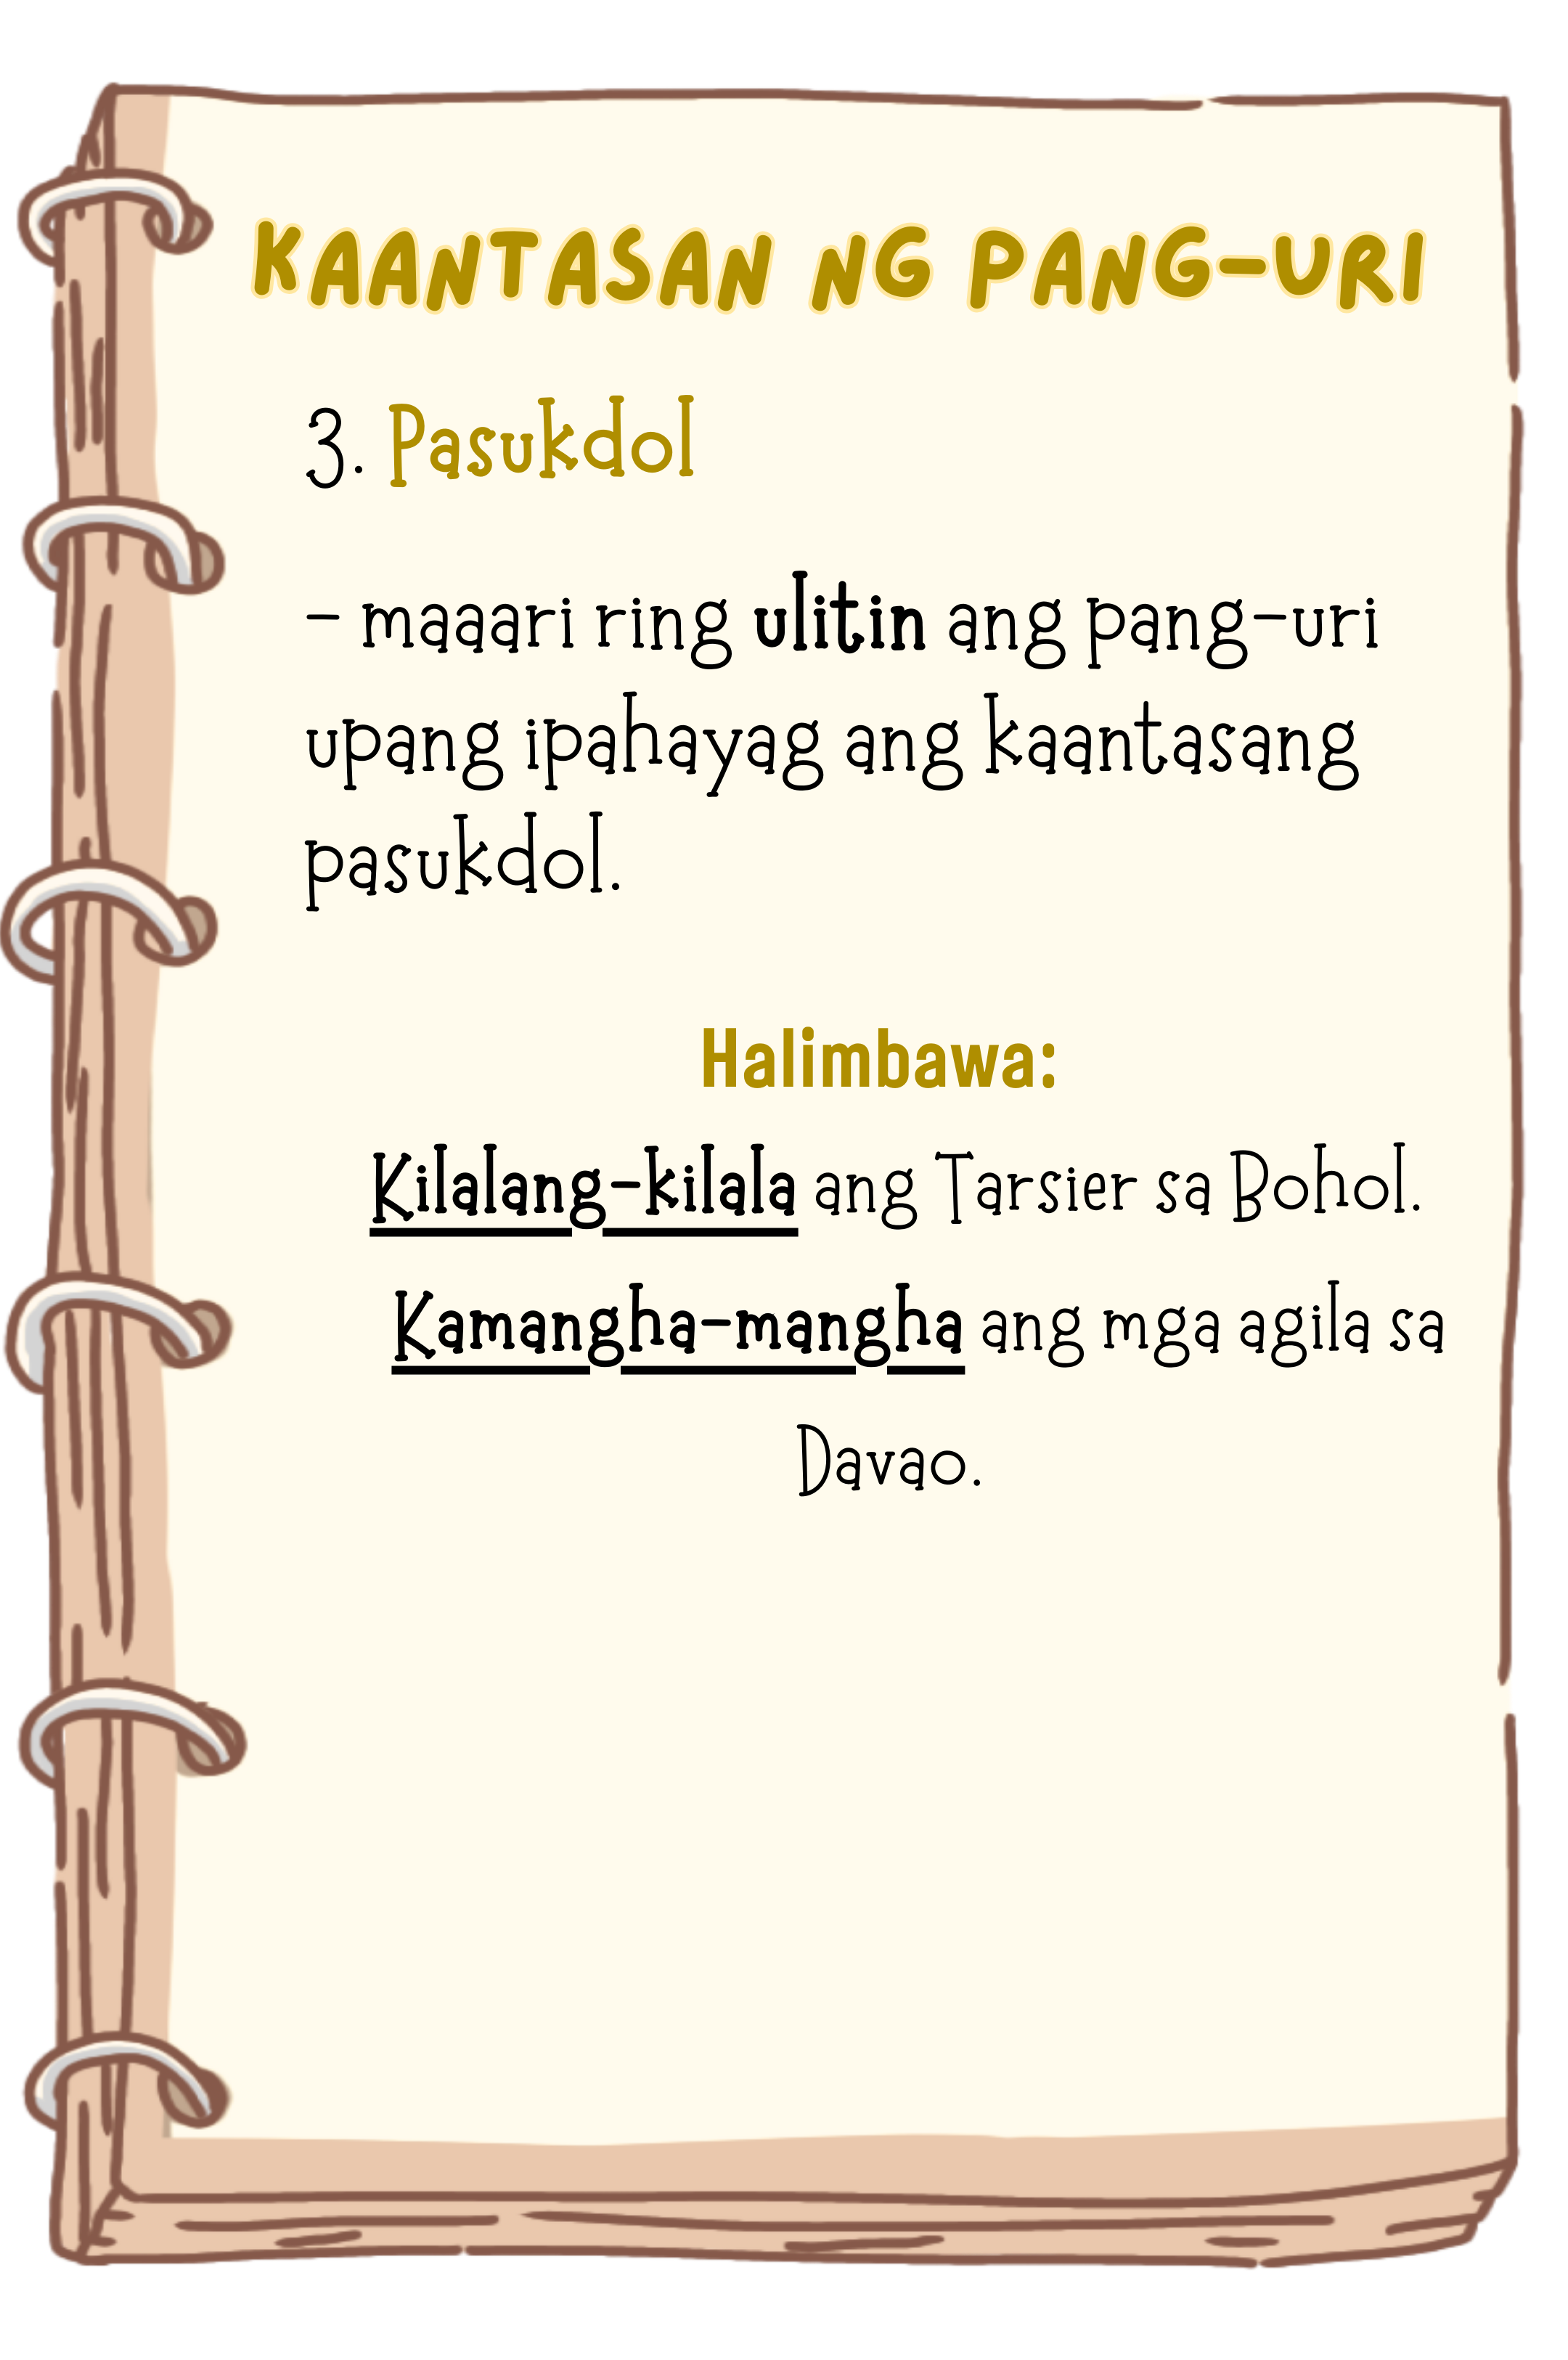 KAANTASAN NG PANG-URI
3. Pasukdol
- maaari ring ulitin ang pang-uri
upang ipahayag ang kaantasang
pasukdol.
Halimbawa:
Kilalang-kilala ang Tarsier sa Bohol.
Kamangha-mangha ang mga agila sa
Davao.